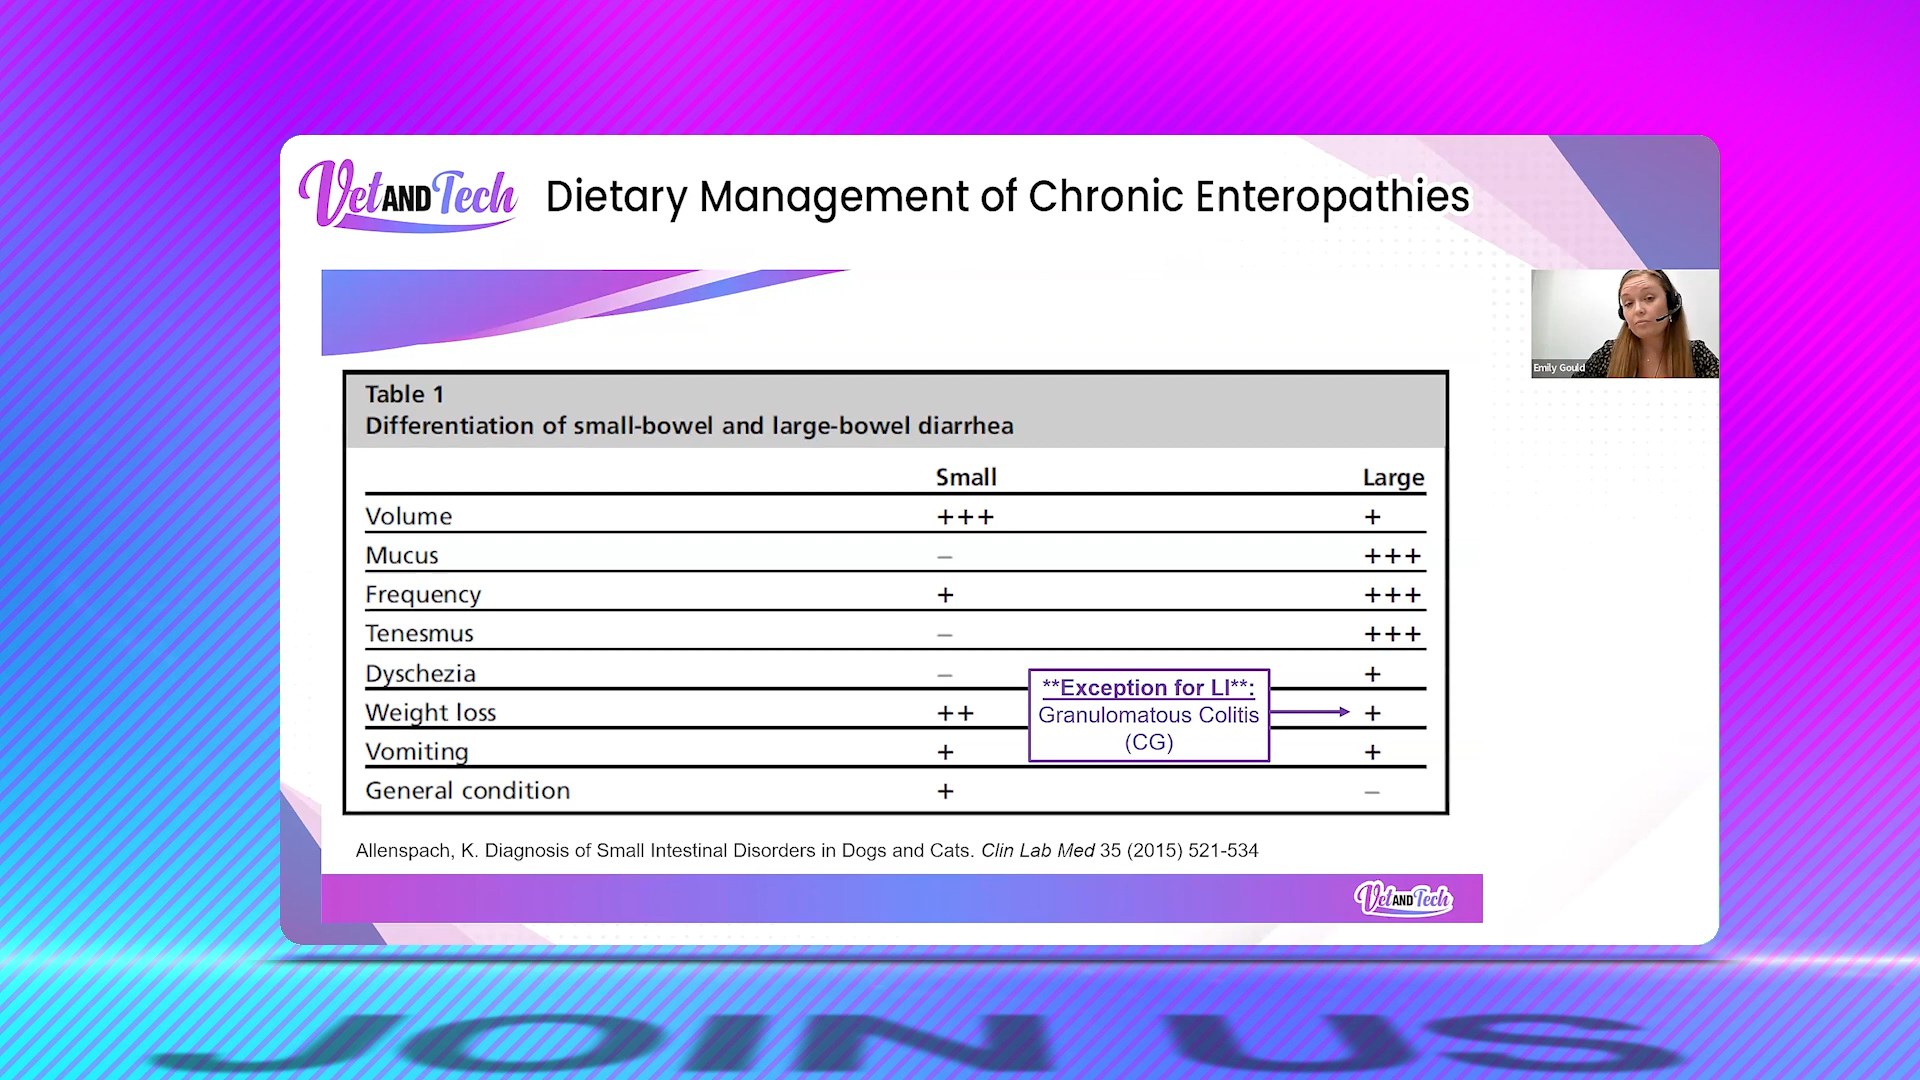 VetANDTech
Dietary Management of Chronic Enteropathies
Emily Gould
Table 1
Differentiation of small-bowel and large-bowel diarrhea
Small Large
Volume +++ +
Mucus – +++
Frequency + +++
Tenesmus – +++
Dyschezia – +
**Exception for LI**:
Granulomatous Colitis
(CG)
Weight loss ++ +
Vomiting + +
General condition + –
Allenspach, K. Diagnosis of Small Intestinal Disorders in Dogs and Cats. Clin Lab Med 35 (2015) 521-534
VetANDTech
JOIN US